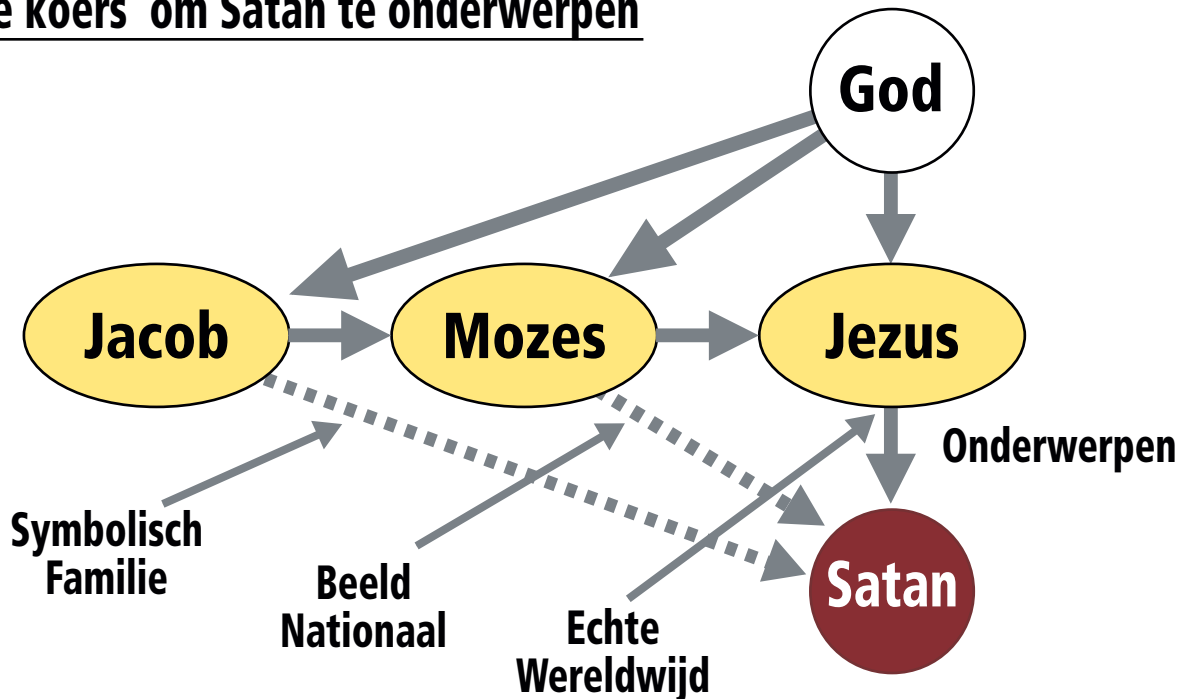 e koers om Satan te onderwerpen
God
Jacob
Mozes
Jezus
Onderwerpen
Symbolisch
Familie
Beeld
Nationaal
Echte
Wereldwijd
Satan